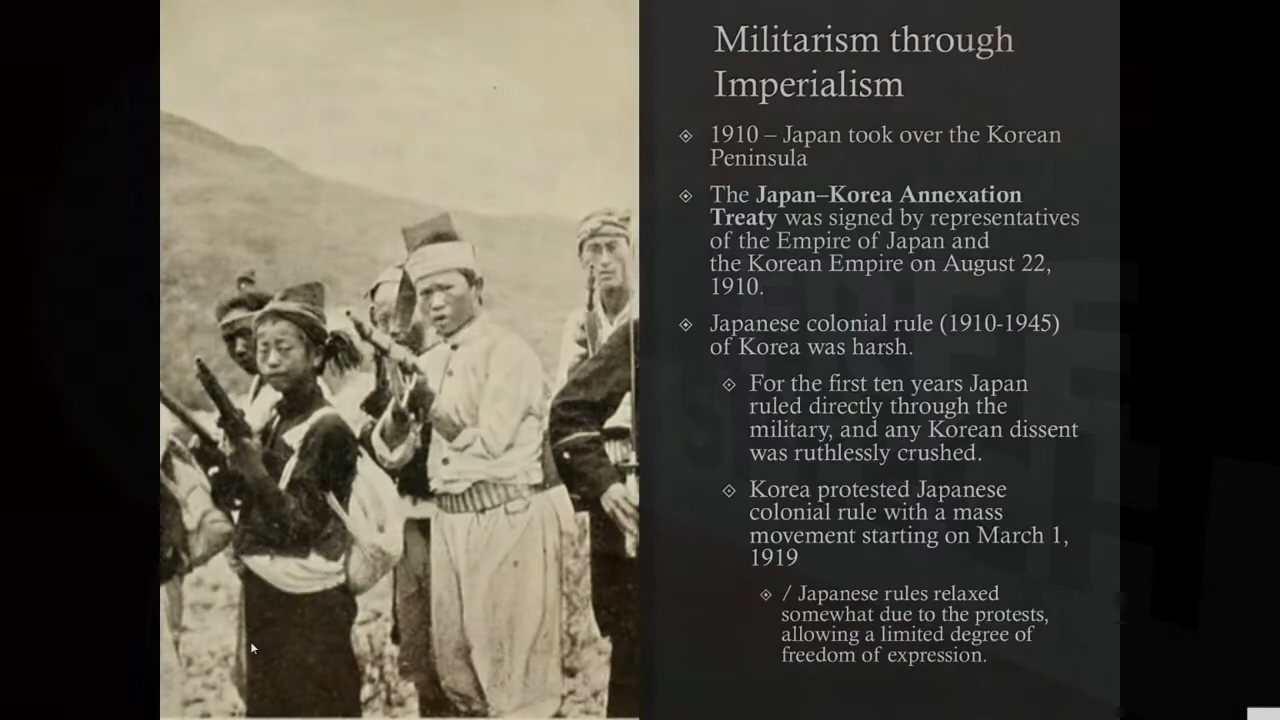 Militarism through
Imperialism
1910 – Japan took over the Korean
Peninsula
The Japan–Korea Annexation
Treaty was signed by representatives
of the Empire of Japan and
the Korean Empire on August 22,
1910.
Japanese colonial rule (1910-1945)
of Korea was harsh.
For the first ten years Japan
ruled directly through the
military, and any Korean dissent
was ruthlessly crushed.
Korea protested Japanese
colonial rule with a mass
movement starting on March 1,
1919
/ Japanese rules relaxed
somewhat due to the protests,
allowing a limited degree of
freedom of expression.